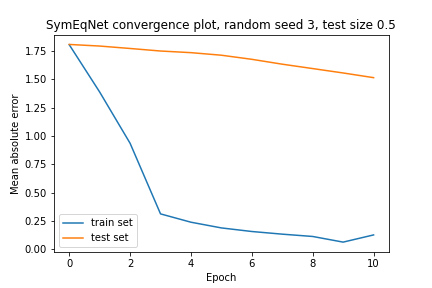 SymEqNet convergence plot, random seed 3, test size 0.5
Mean absolute error
1.75
1.50
1.25
1.00
0.75
0.50
0.25
0.00
train set
test set
0 2 4 6 8 10
Epoch